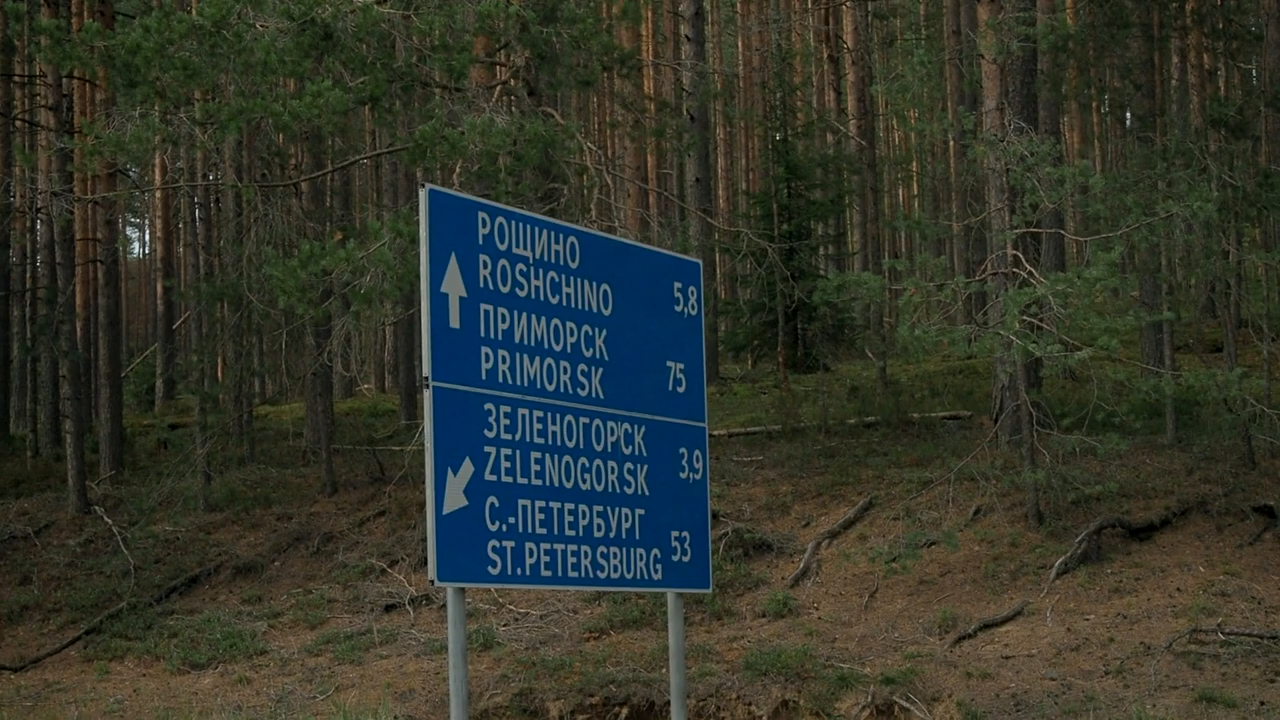 РОЩИНО
ROSHCHINO 5,8
ПРИМОРСК
PRIMORSK 75
ЗЕЛЕНОГОРСК
ZELENOGORSK 3,9
С.-ПЕТЕРБУРГ
ST.PETERSBURG 53